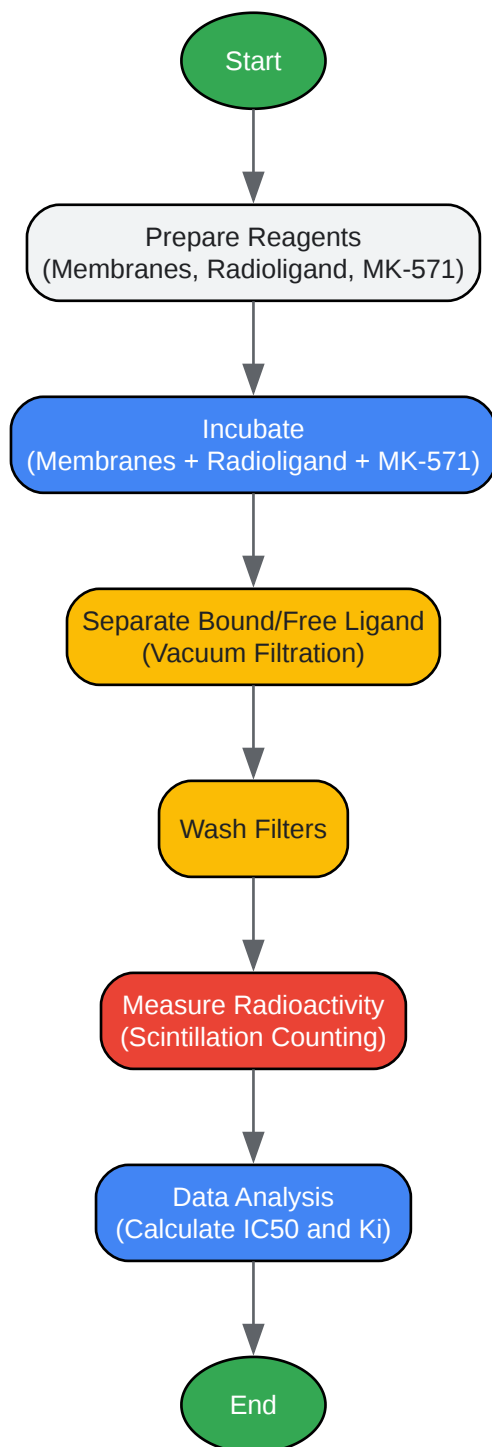 Start
Prepare Reagents
(Membranes, Radioligand, MK-571)
Incubate
(Membranes + Radioligand + MK-571)
Separate Bound/Free Ligand
(Vacuum Filtration)
Wash Filters
Measure Radioactivity
(Scintillation Counting)
Data Analysis
(Calculate IC50 and Ki)
End